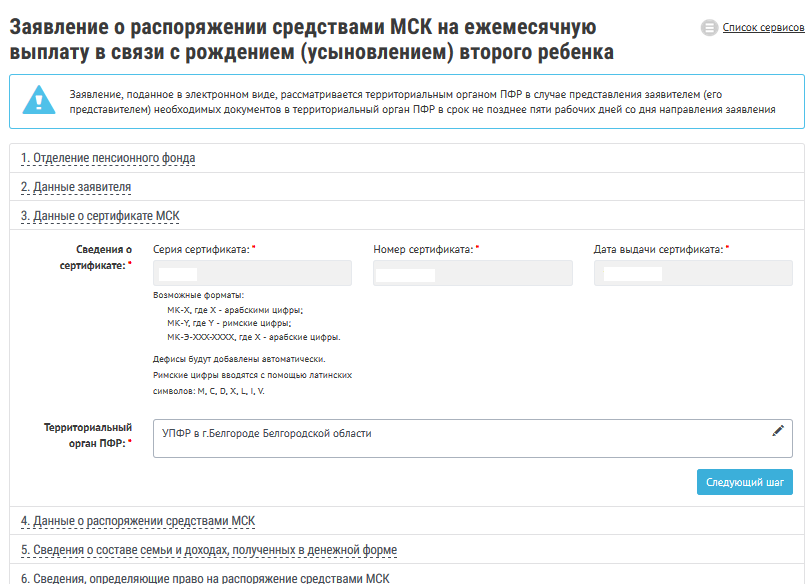 Заявление о распоряжении средствами МСК на ежемесячную
выплату в связи с рождением (усыновлением) второго ребенка
Список сервисов
Заявление, поданное в электронном виде, рассматривается территориальным органом ПФР в случае представления заявителем (его
представителем) необходимых документов в территориальный орган ПФР в срок не позднее пяти рабочих дней со дня направления заявления
1. Отделение пенсионного фонда
2. Данные заявителя
3. Данные о сертификате МСК
Сведения о
сертификате: *
Серия сертификата: *
Номер сертификата: *
Дата выдачи сертификата: *
Возможные форматы:
МК-X, где X - арабскими цифры;
МК-Y, где Y - римские цифры;
МК-Э-XXX-XXXX, где X - арабские цифры.
Дефисы будут добавлены автоматически.
Римские цифры вводятся с помощью латинских
символов: M, C, D, X, L, I, V.
Территориальный
орган ПФР: *
УПФР в г.Белгороде Белгородской области
Следующий шаг
4. Данные о распоряжении средствами МСК
5. Сведения о составе семьи и доходах, полученных в денежной форме
6. Сведения, определяющие право на распоряжение средствами МСК